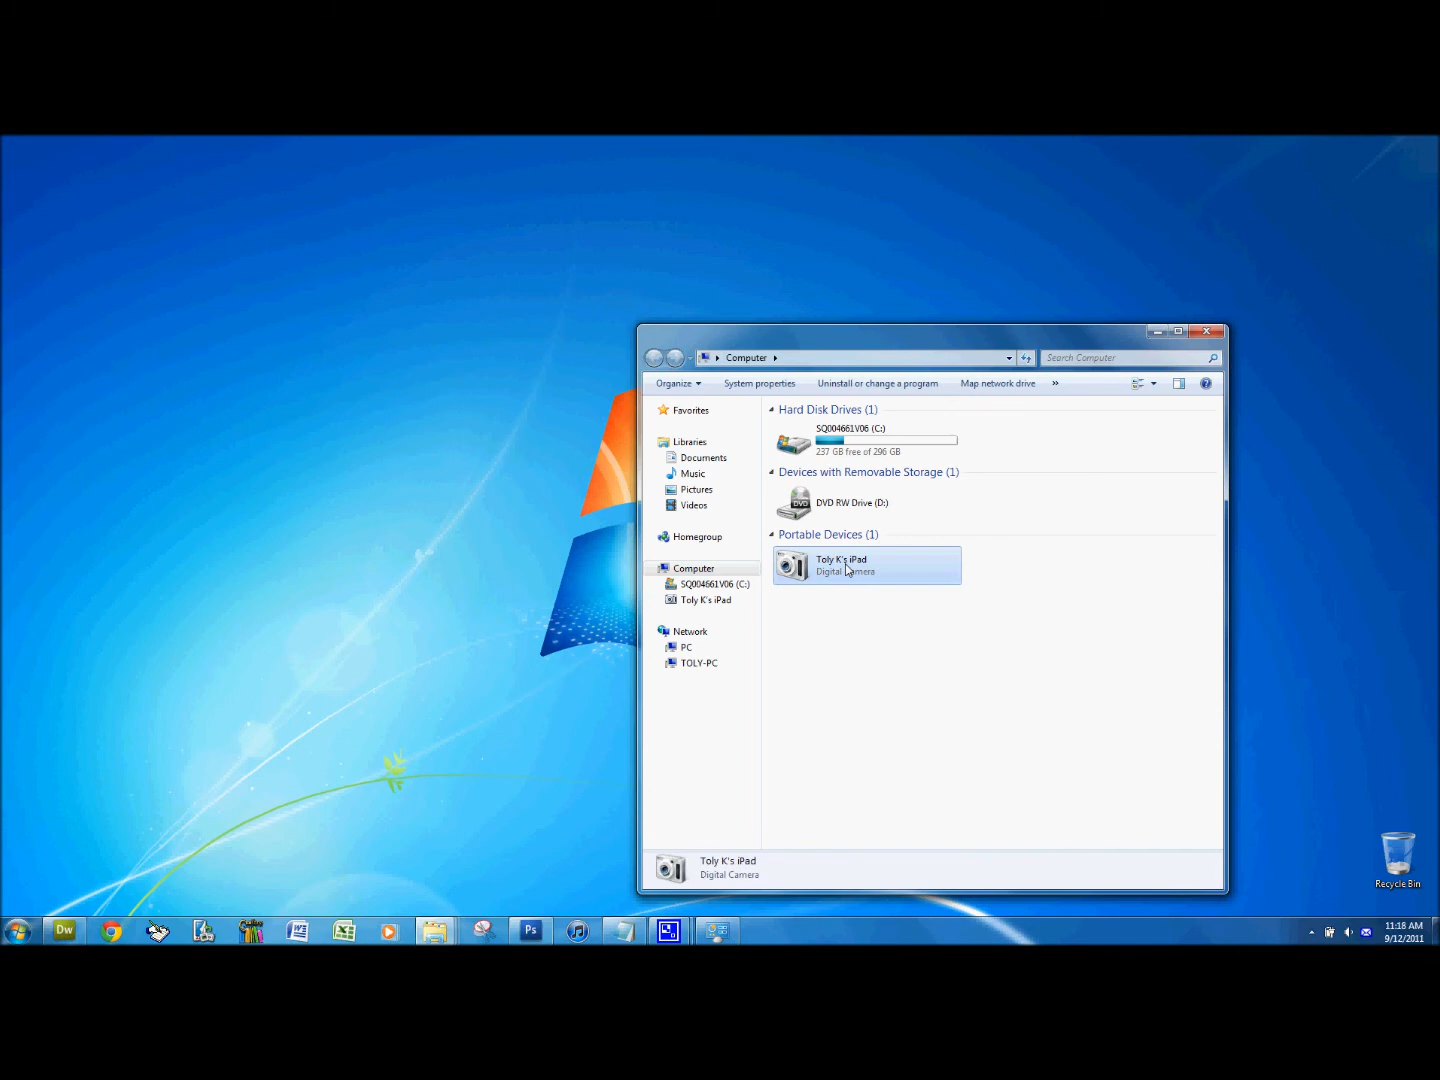 Computer
Search Computer
Organize
System properties
Uninstall or change a program
Map network drive
»
Favorites
Libraries
Documents
Music
Pictures
Videos
Homegroup
Computer
SQ004661V06 (C:)
Toly K's iPad
Network
PC
TOLY-PC
Hard Disk Drives (1)
SQ004661V06 (C:)
237 GB free of 296 GB
Devices with Removable Storage (1)
DVD
DVD RW Drive (D:)
Portable Devices (1)
Toly K's iPad
Digital Camera
Toly K's iPad
Digital Camera
Recycle Bin
Dw
Ps
11:18 AM
9/12/2011